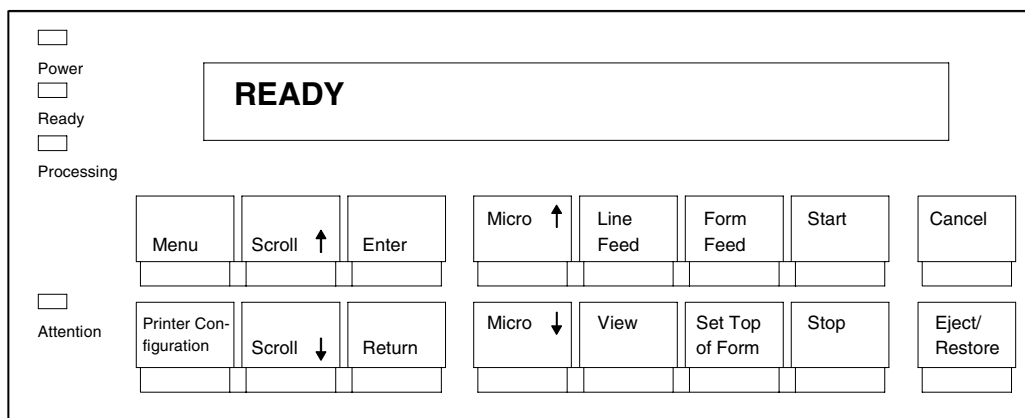 Power
READY
Ready
Processing
Menu
Scroll ↑
Enter
Micro ↑
Line
Feed
Form
Feed
Start
Cancel
Attention
Printer Con-
figuration
Scroll ↓
Return
Micro ↓
View
Set Top
of Form
Stop
Eject/
Restore